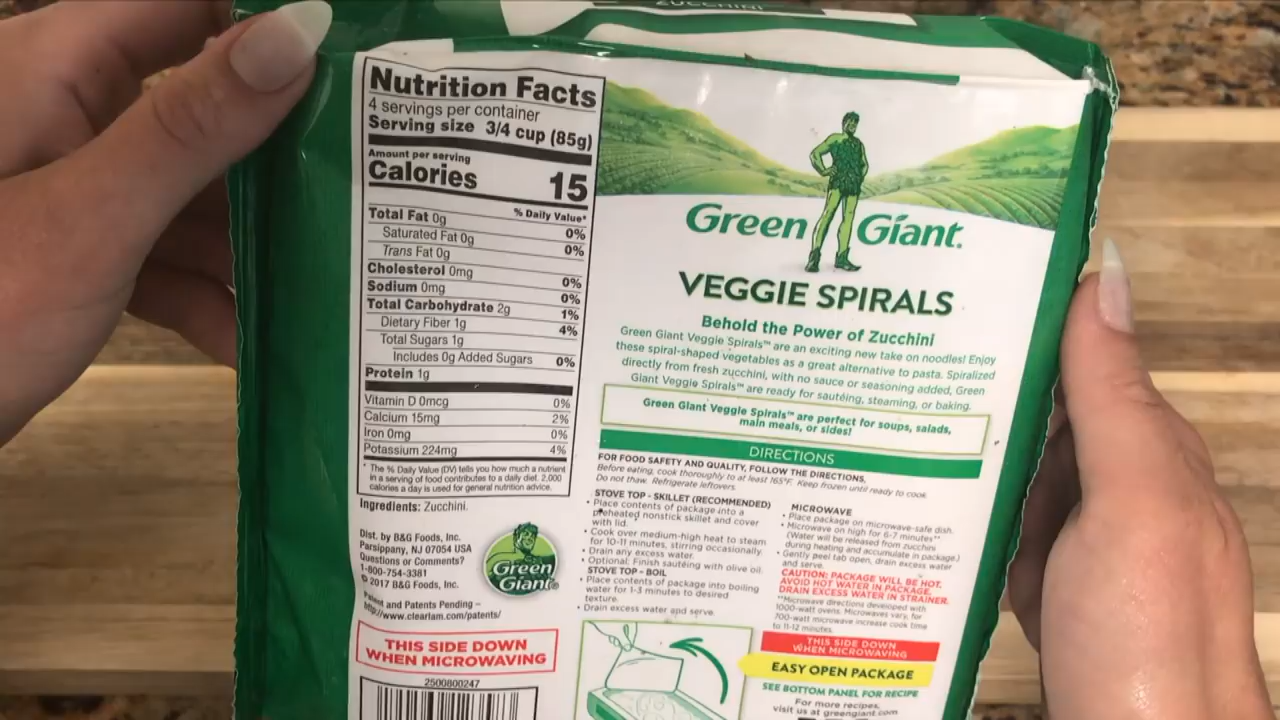 ZUCCHINI
Nutrition Facts
4 servings per container
Serving size 3/4 cup (85g)
Amount per serving
Calories 15
% Daily Value*
Total Fat 0g 0%
Saturated Fat 0g 0%
Trans Fat 0g
Cholesterol 0mg 0%
Sodium 0mg 0%
Total Carbohydrate 2g 1%
Dietary Fiber 1g 4%
Total Sugars 1g
Includes 0g Added Sugars 0%
Protein 1g
Vitamin D 0mcg 0%
Calcium 15mg 2%
Iron 0mg 0%
Potassium 224mg 4%
* The % Daily Value (DV) tells you how much a nutrient
in a serving of food contributes to a daily diet. 2,000
calories a day is used for general nutrition advice.
Ingredients: Zucchini.
Dist. by B&G Foods, Inc.
Parsippany, NJ 07054 USA
Questions or Comments?
1-800-754-3381
© 2017 B&G Foods, Inc.
Patent and Patents Pending –
http://www.clearlam.com/patents/
Green
Giant®
THIS SIDE DOWN
WHEN MICROWAVING
2500800247
Green Giant®
VEGGIE SPIRALS
Behold the Power of Zucchini
Green Giant Veggie Spirals™ are an exciting new take on noodles! Enjoy
these spiral-shaped vegetables as a great alternative to pasta. Spiralized
directly from fresh zucchini, with no sauce or seasoning added, Green
Giant Veggie Spirals™ are ready for sautéing, steaming, or baking.
Green Giant Veggie Spirals™ are perfect for soups, salads,
main meals, or sides!
DIRECTIONS
FOR FOOD SAFETY AND QUALITY, FOLLOW THE DIRECTIONS.
Before eating, cook thoroughly to at least 165°F. Keep frozen until ready to cook.
Do not thaw. Refrigerate leftovers.
STOVE TOP - SKILLET (RECOMMENDED)
• Place contents of package into a
preheated nonstick skillet and cover
with lid.
• Cook over medium-high heat to steam
for 10-11 minutes, stirring occasionally.
• Drain any excess water.
• Optional: Finish sautéing with olive oil.
STOVE TOP - BOIL
• Place contents of package into boiling
water for 1-3 minutes to desired
texture.
• Drain excess water and serve.
MICROWAVE
• Place package on microwave-safe dish.
• Microwave on high for 6-7 minutes**
(Water will be released from zucchini
during heating and accumulate in package.)
• Gently peel tab open, drain excess water
and serve.
CAUTION: PACKAGE WILL BE HOT.
AVOID HOT WATER IN PACKAGE.
DRAIN EXCESS WATER IN STRAINER.
**Microwave directions developed with
1000-watt ovens. Microwaves vary, for
700-watt microwave increase cook time
to 11-12 minutes.
THIS SIDE DOWN
WHEN MICROWAVING
EASY OPEN PACKAGE
SEE BOTTOM PANEL FOR RECIPE
For more recipes,
visit us at greengiant.com